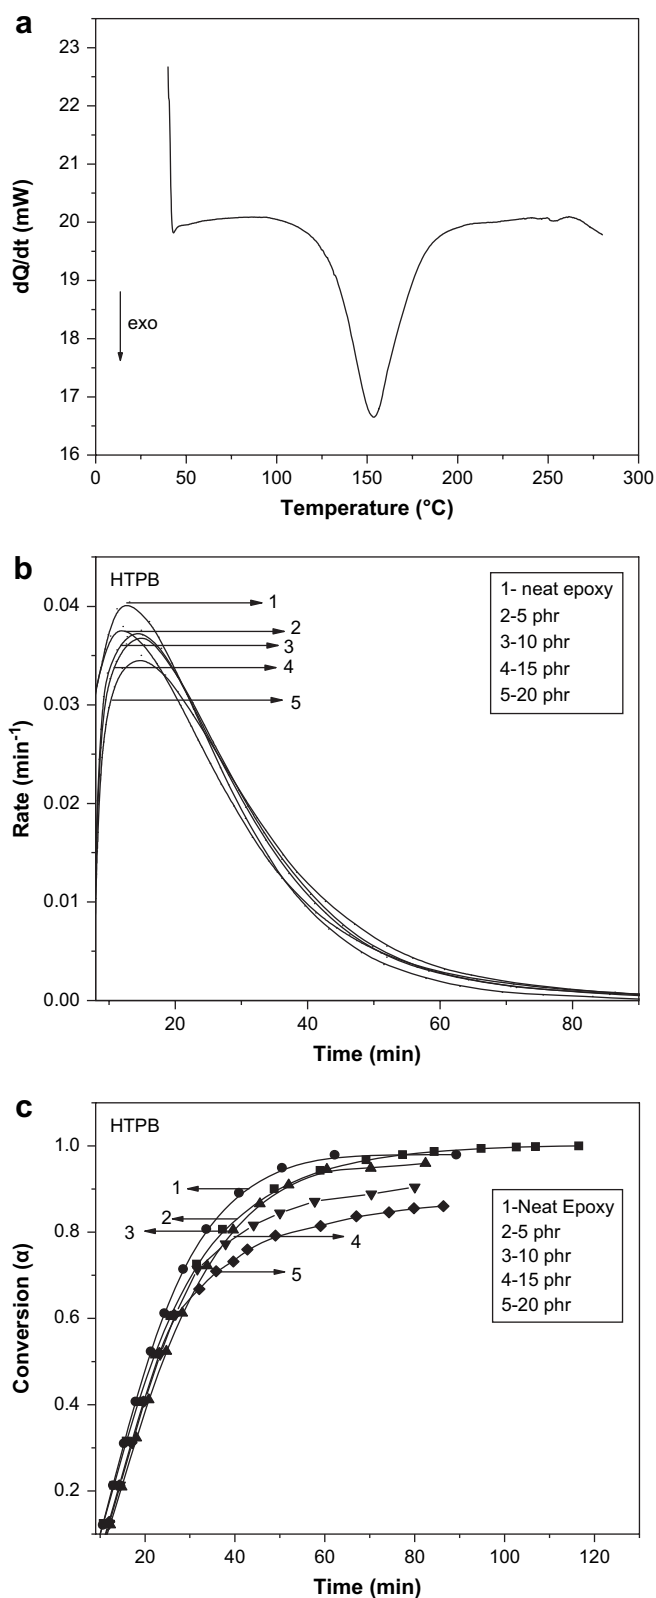 a
23
22
21
20
19
18
17
16
dQ/dt (mW)
exo
0
50
100
150
200
250
300
Temperature (°C)
b
HTPB
1- neat epoxy
2-5 phr
3-10 phr
4-15 phr
5-20 phr
1
2
3
4
5
0.04
0.03
0.02
0.01
0.00
Rate (min-1)
20
40
60
80
Time (min)
c
HTPB
1-Neat Epoxy
2-5 phr
3-10 phr
4-15 phr
5-20 phr
1
2
3
4
5
1.0
0.8
0.6
0.4
0.2
Conversion (α)
20
40
60
80
100
120
Time (min)